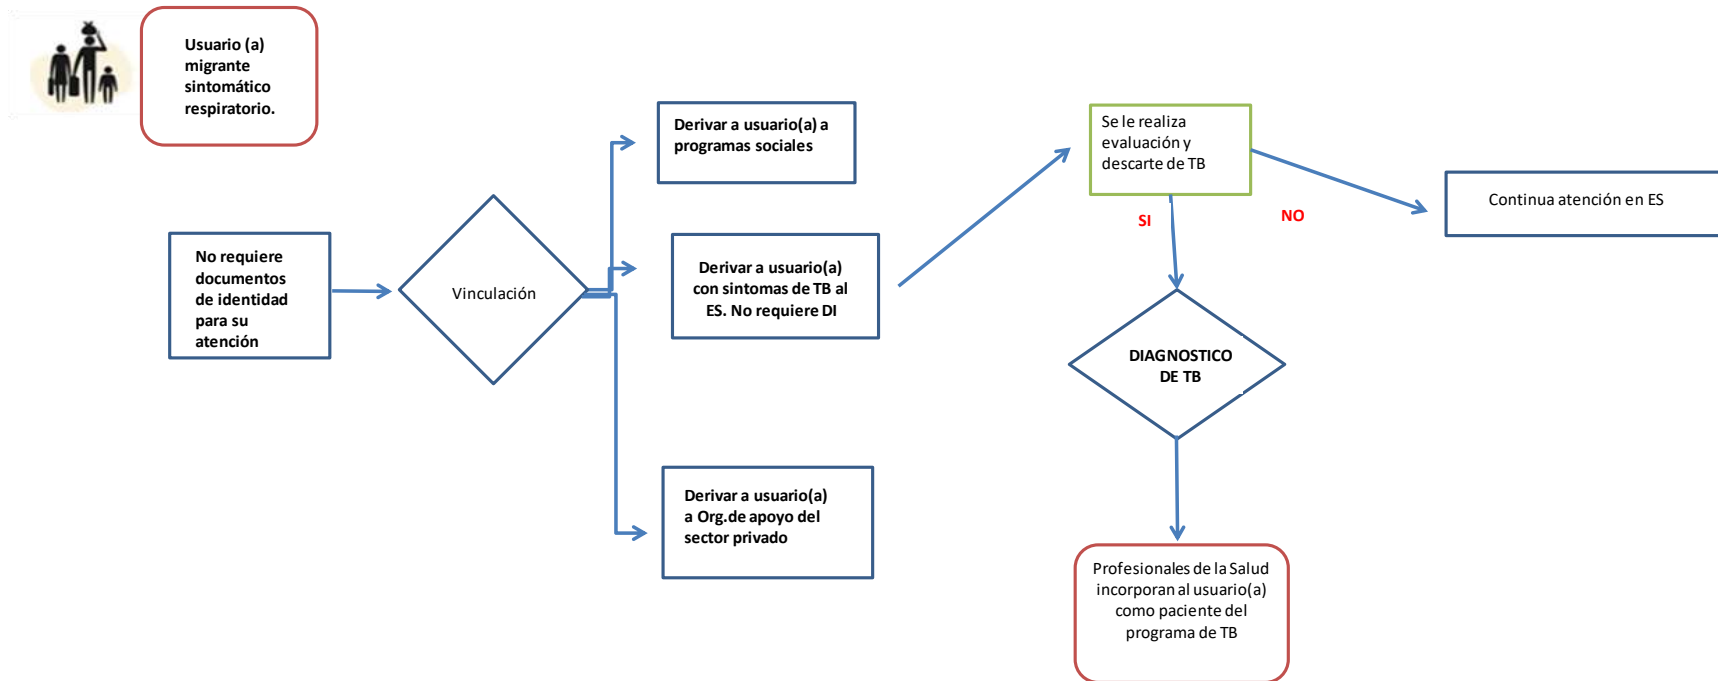 Usuario (a)
migrante
sintomático
respiratorio.
No requiere
documentos
de identidad
para su
atención
Vinculación
Derivar a usuario(a) a
programas sociales
Derivar a usuario(a)
con sintomas de TB al
ES. No requiere DI
Derivar a usuario(a)
a Org.de apoyo del
sector privado
Se le realiza
evaluación y
descarte de TB
SI
NO
Continua atención en ES
DIAGNOSTICO
DE TB
Profesionales de la Salud
incorporan al usuario(a)
como paciente del
programa de TB